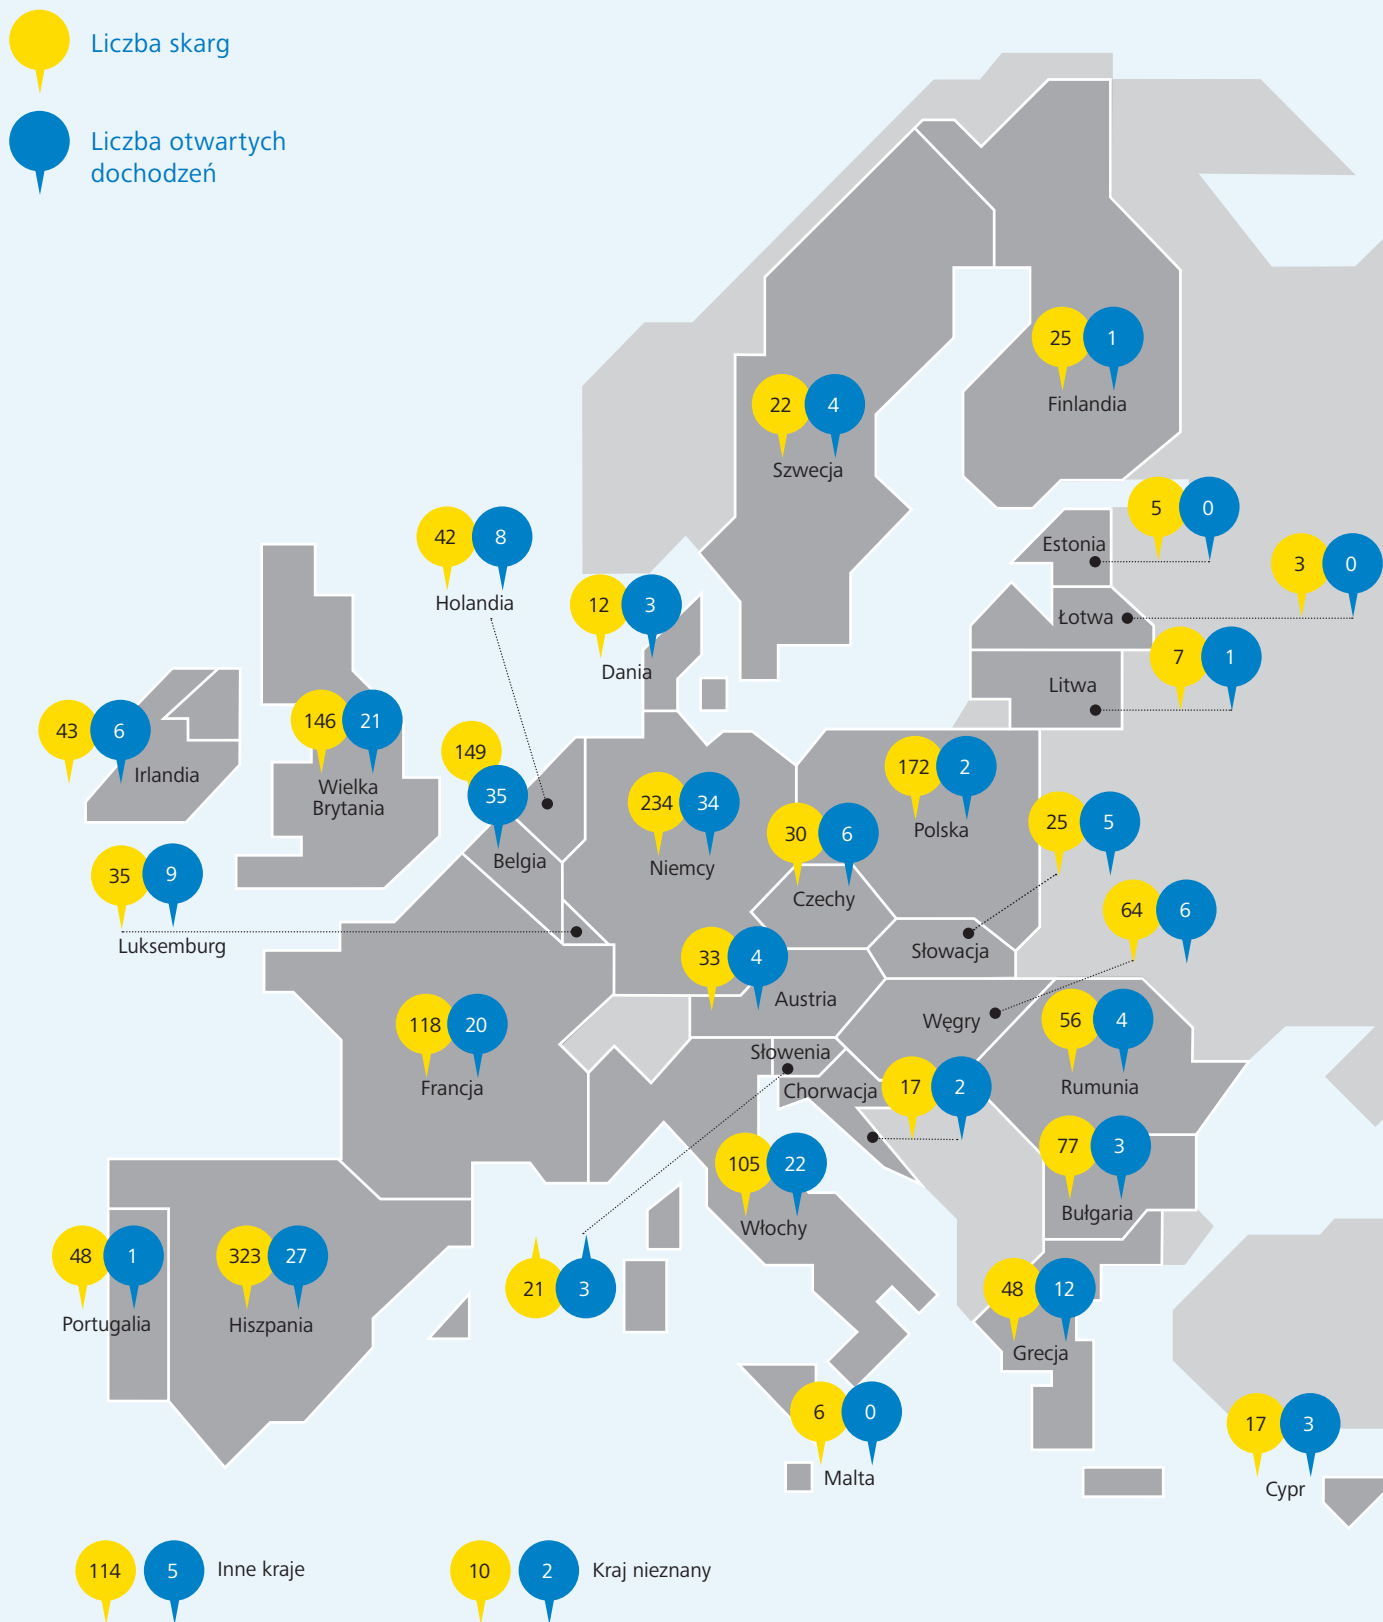 Liczba skarg
Liczba otwartych
dochodzeń
25 1
Finlandia
22 4
Szwecja
5 0
Estonia
42 8
Holandia
3 0
Łotwa
12 3
Dania
7 1
Litwa
43 6
Irlandia
146 21
Wielka
Brytania
149
35
Belgia
234 34
Niemcy
172 2
Polska
30 6
Czechy
25 5
Słowacja
35 9
Luksemburg
64 6
Węgry
33 4
Austria
118 20
Francja
56 4
Rumunia
Słowenia
21 3
Chorwacja
17 2
77 3
Bułgaria
105 22
Włochy
48 1
Portugalia
323 27
Hiszpania
48 12
Grecja
6 0
Malta
17 3
Cypr
114 5 Inne kraje
10 2 Kraj nieznany